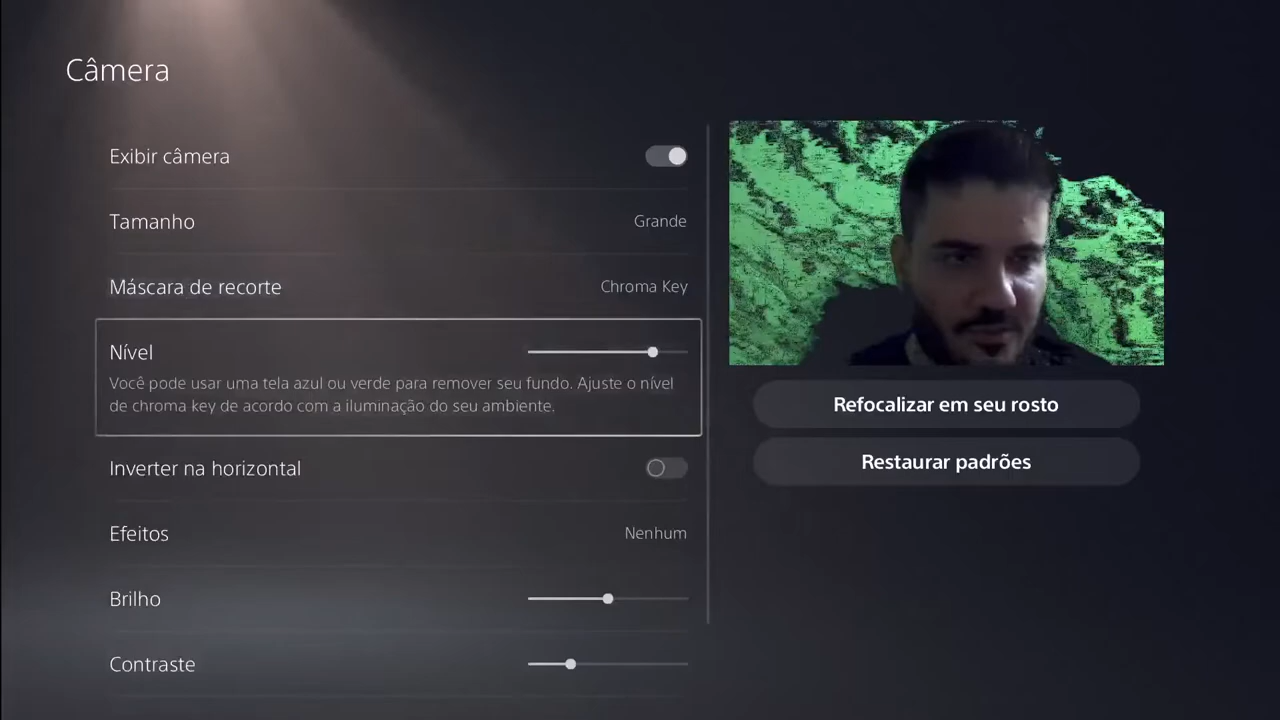 Câmera
Exibir câmera
Tamanho
Grande
Máscara de recorte
Chroma Key
Nível
Você pode usar uma tela azul ou verde para remover seu fundo. Ajuste o nível
de chroma key de acordo com a iluminação do seu ambiente.
Inverter na horizontal
Efeitos
Nenhum
Brilho
Contraste
Refocalizar em seu rosto
Restaurar padrões